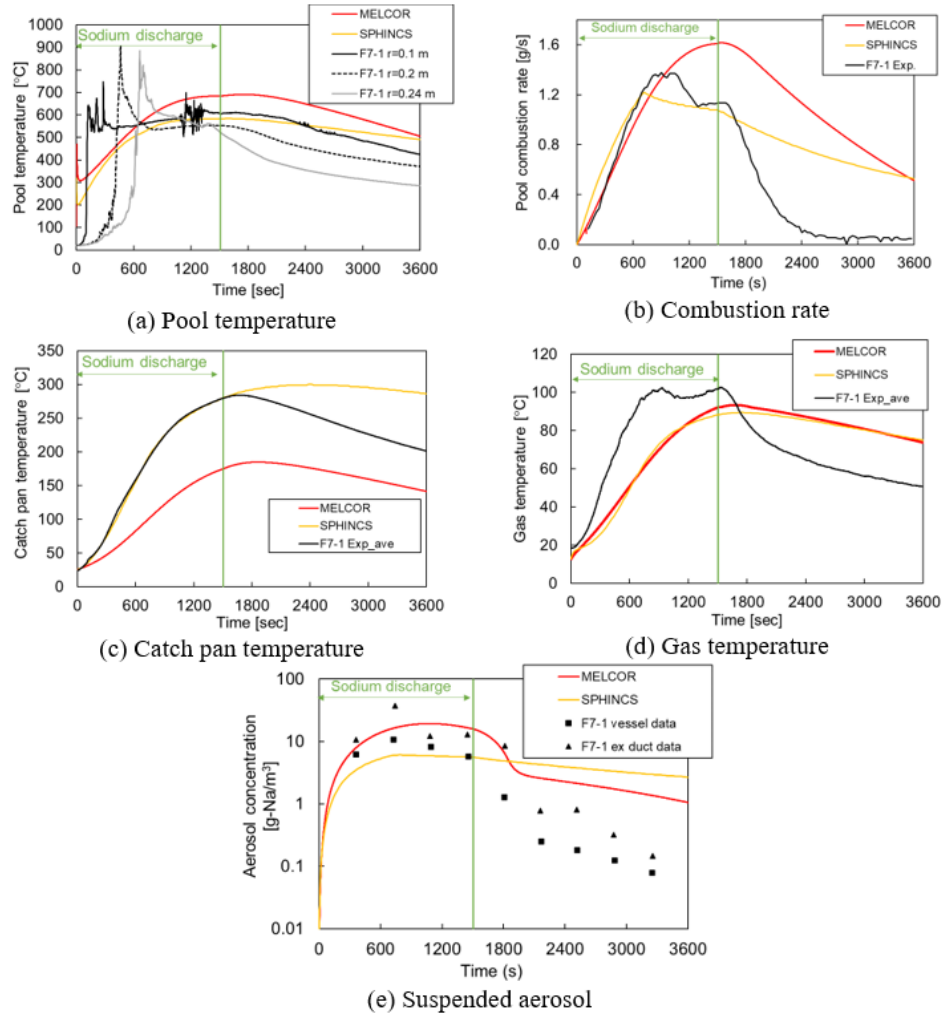 1000
900
800
700
600
500
400
300
200
100
0
Pool temperature [°C]
Sodium discharge
MELCOR
SPHINCS
F7-1 r=0.1 m
F7-1 r=0.2 m
F7-1 r=0.24 m
0 600 1200 1800 2400 3000 3600
Time [sec]
(a) Pool temperature
1.6
1.2
0.8
0.4
0.0
Pool combustion rate [g/s]
Sodium discharge
MELCOR
SPHINCS
F7-1 Exp.
0 600 1200 1800 2400 3000 3600
Time (s)
(b) Combustion rate
350
300
250
200
150
100
50
0
Catch pan temperature [°C]
Sodium discharge
MELCOR
SPHINCS
F7-1 Exp_ave
0 600 1200 1800 2400 3000 3600
Time [sec]
(c) Catch pan temperature
120
100
80
60
40
20
0
Gas temperature [°C]
Sodium discharge
MELCOR
SPHINCS
F7-1 Exp_ave
0 600 1200 1800 2400 3000 3600
Time [sec]
(d) Gas temperature
100
10
1
0.1
0.01
Aerosol concentration
[g-Na/m³]
Sodium discharge
MELCOR
SPHINCS
F7-1 vessel data
F7-1 ex duct data
0 600 1200 1800 2400 3000 3600
Time (s)
(e) Suspended aerosol